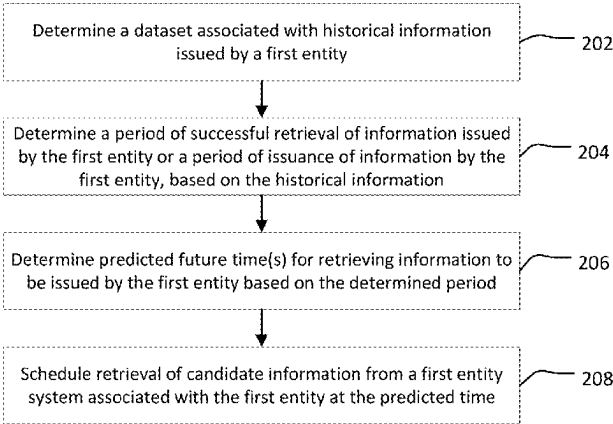 Determine a dataset associated with historical information
issued by a first entity
202
Determine a period of successful retrieval of information issued
by the first entity or a period of issuance of information by the
first entity, based on the historical information
204
Determine predicted future time(s) for retrieving information to
be issued by the first entity based on the determined period
206
Schedule retrieval of candidate information from a first entity
system associated with the first entity at the predicted time
208